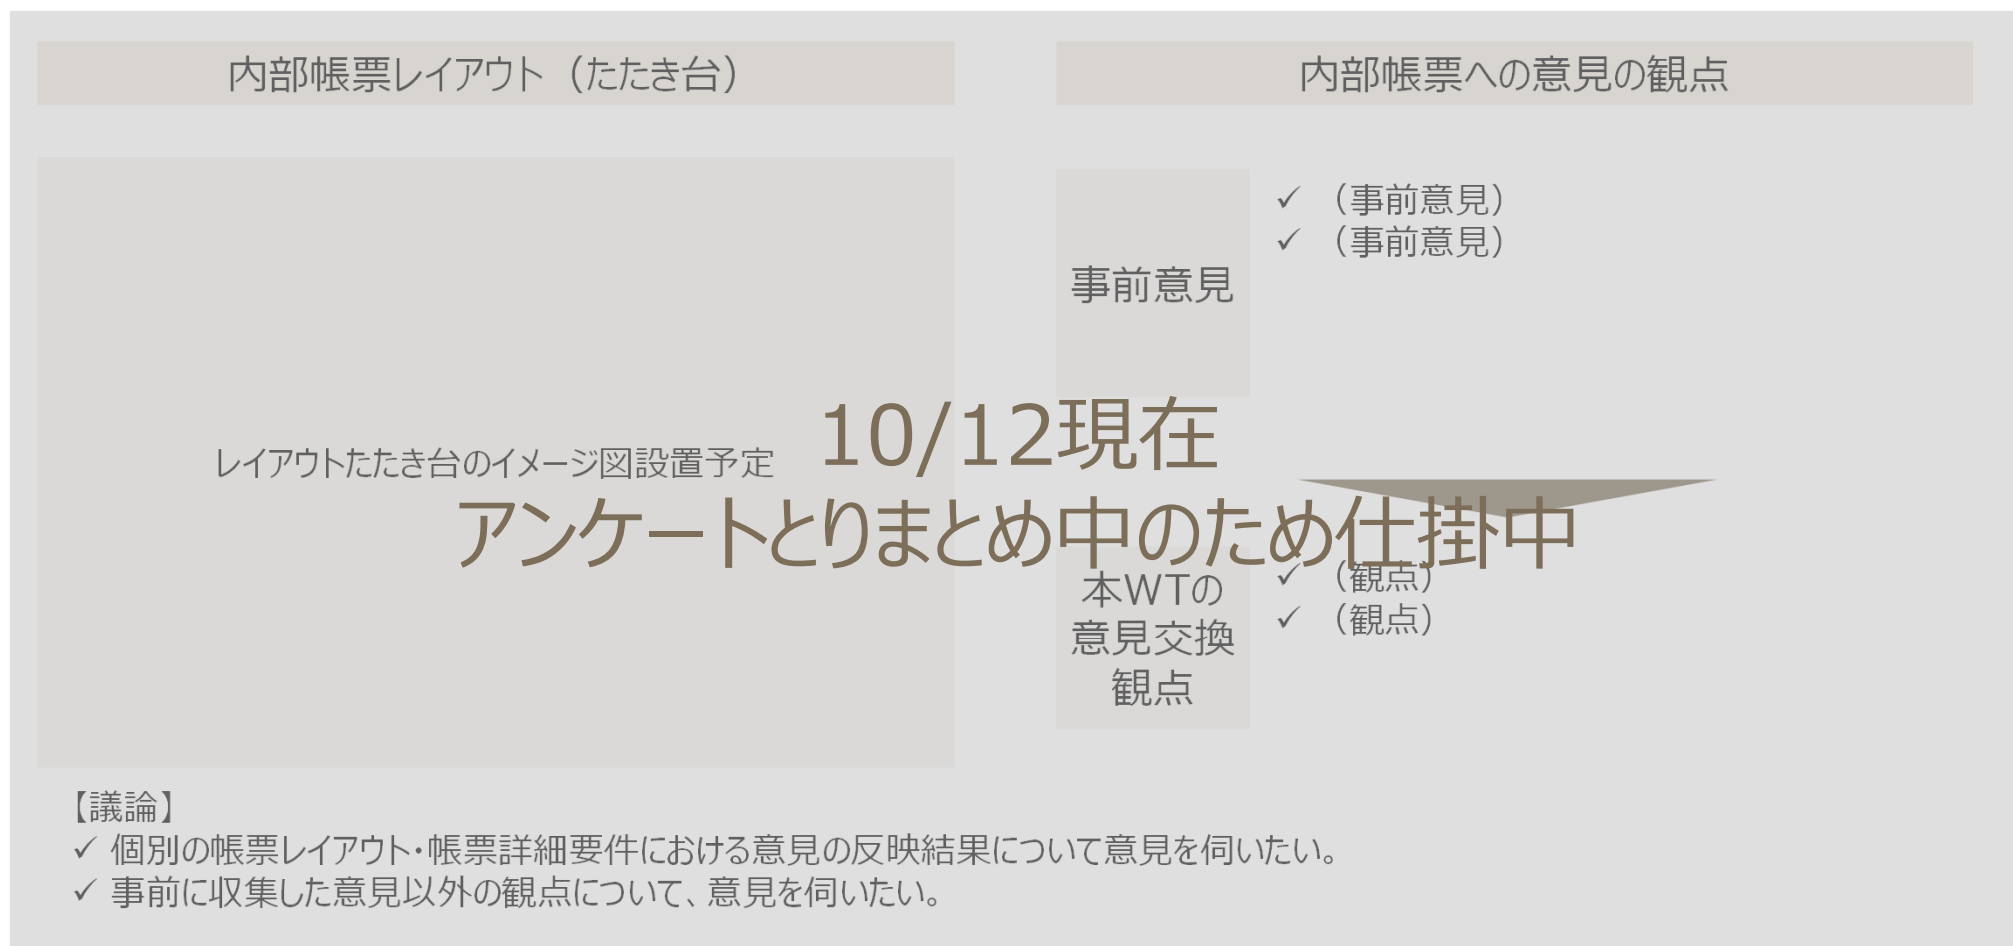 内部帳票レイアウト（たたき台）
レイアウトたたき台のイメージ図設置予定
内部帳票への意見の観点
事前意見
✓ （事前意見）
✓ （事前意見）
10/12現在
アンケートとりまとめ中のため仕掛中
本WTの
意見交換
観点
✓ （観点）
✓ （観点）
【議論】
✓ 個別の帳票レイアウト・帳票詳細要件における意見の反映結果について意見を伺いたい。
✓ 事前に収集した意見以外の観点について、意見を伺いたい。